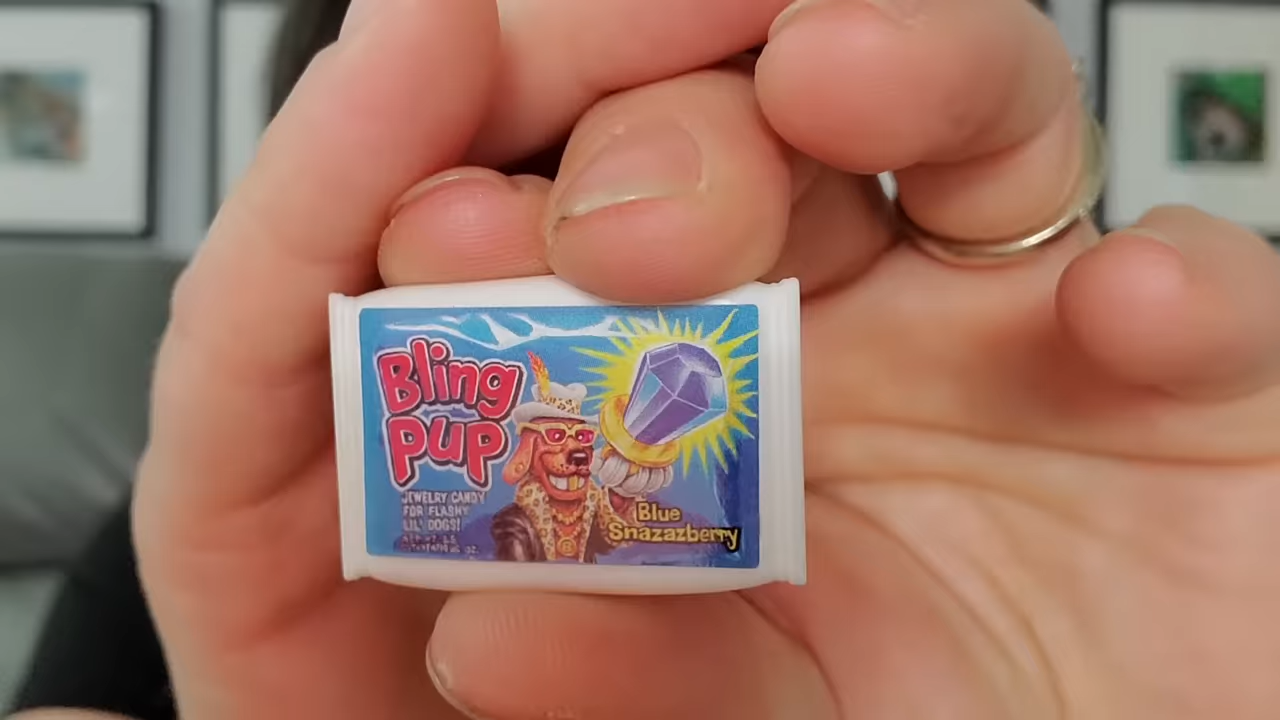 Bling
Pup
JEWELRY CANDY
FOR FLASHY
LIL' DOGS!
Blue
Snazazberry